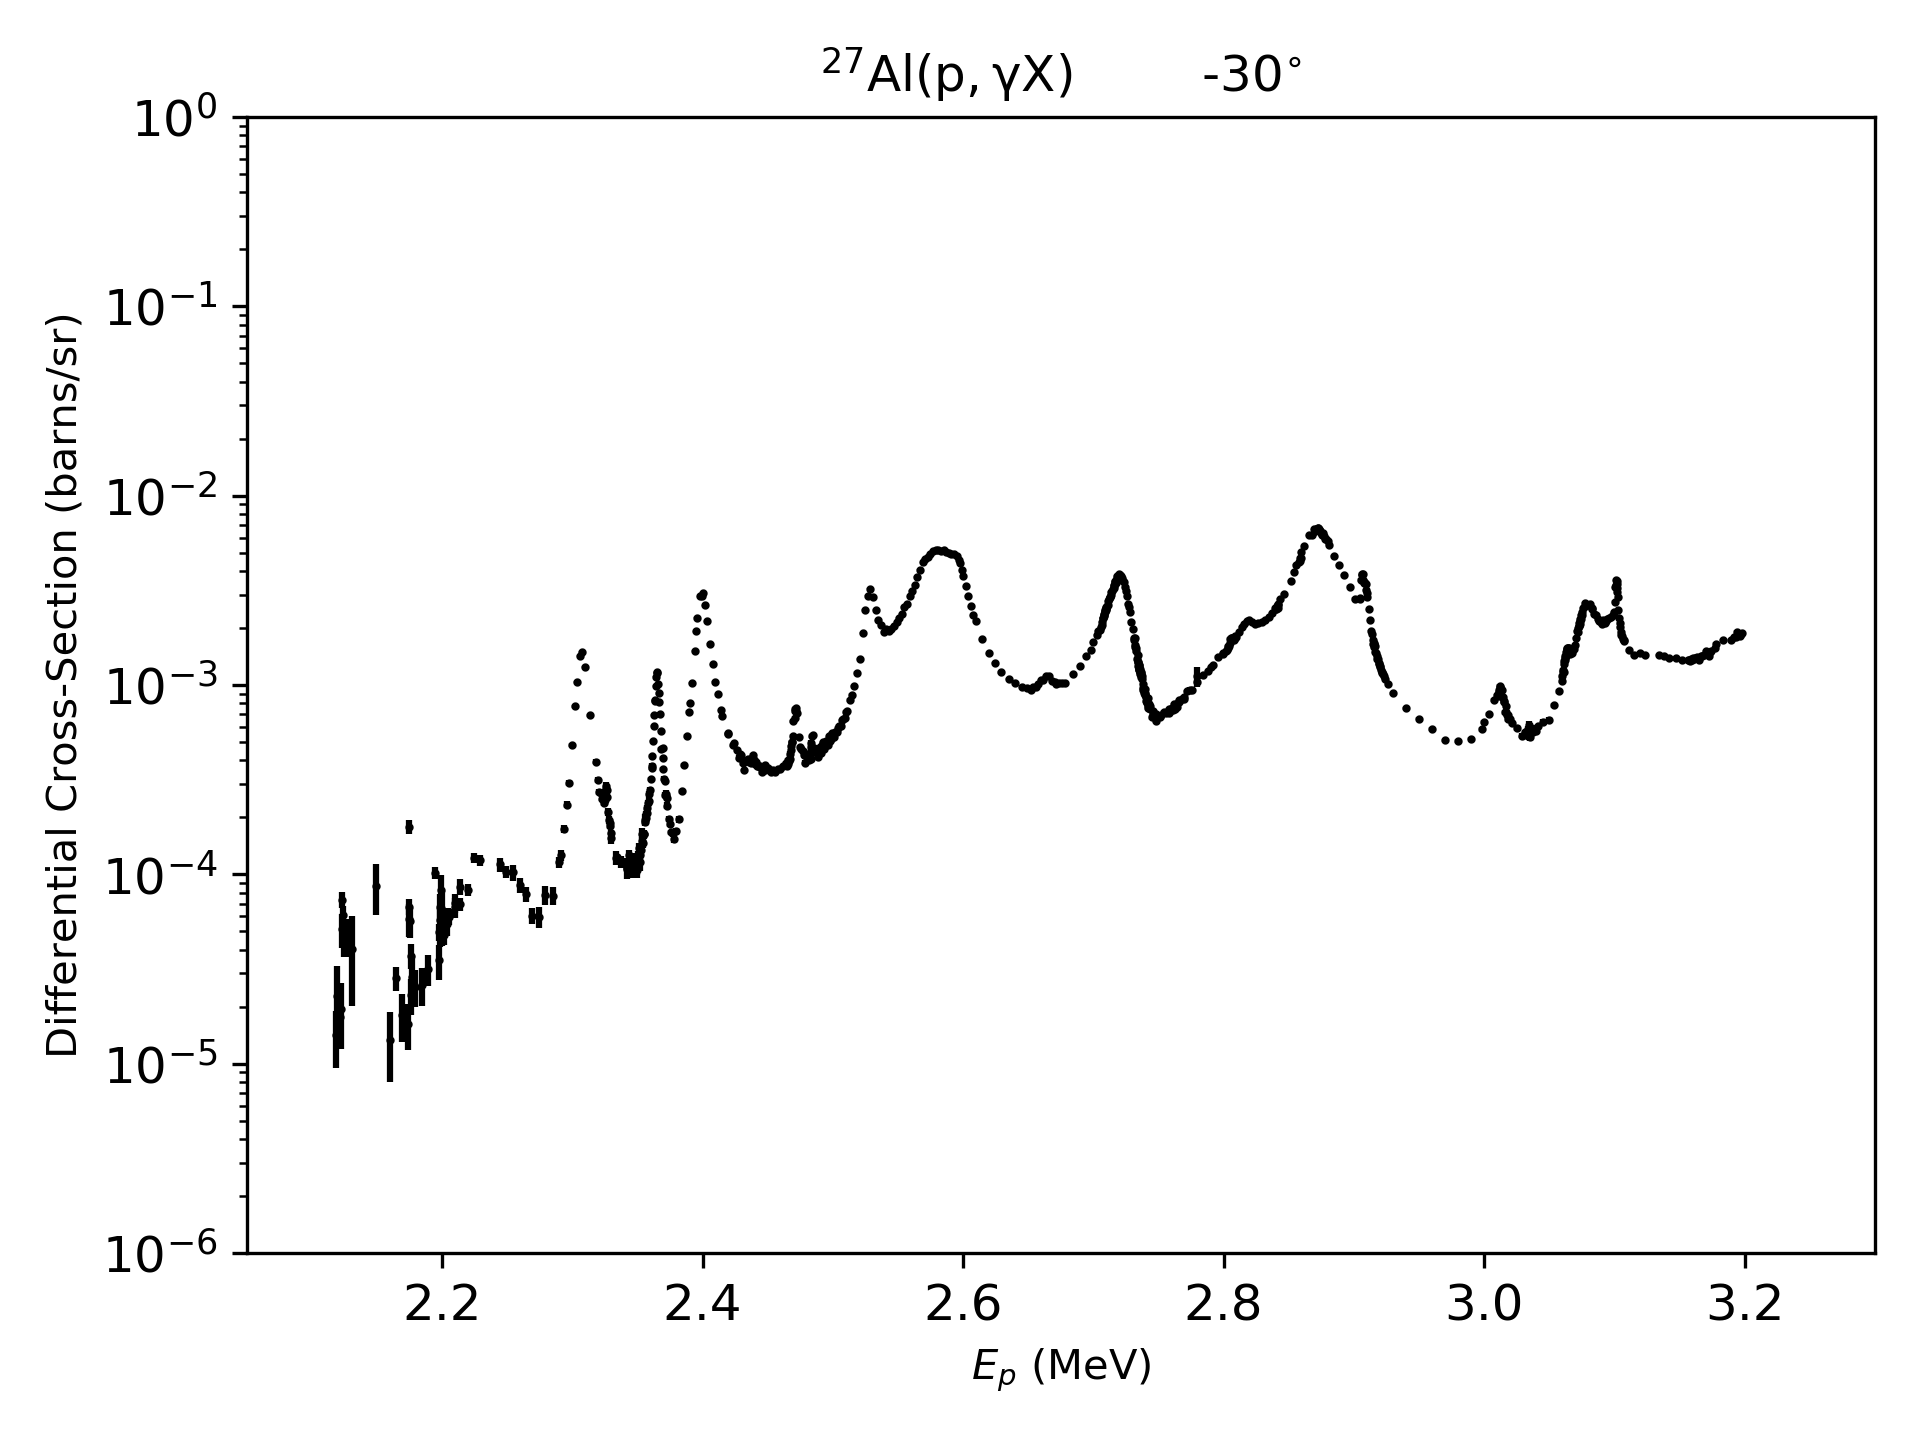 ²⁷Al(p, γX) -30°
10⁰
10⁻¹
10⁻²
10⁻³
10⁻⁴
10⁻⁵
10⁻⁶
Differential Cross-Section (barns/sr)
2.2 2.4 2.6 2.8 3.0 3.2
Eₚ (MeV)